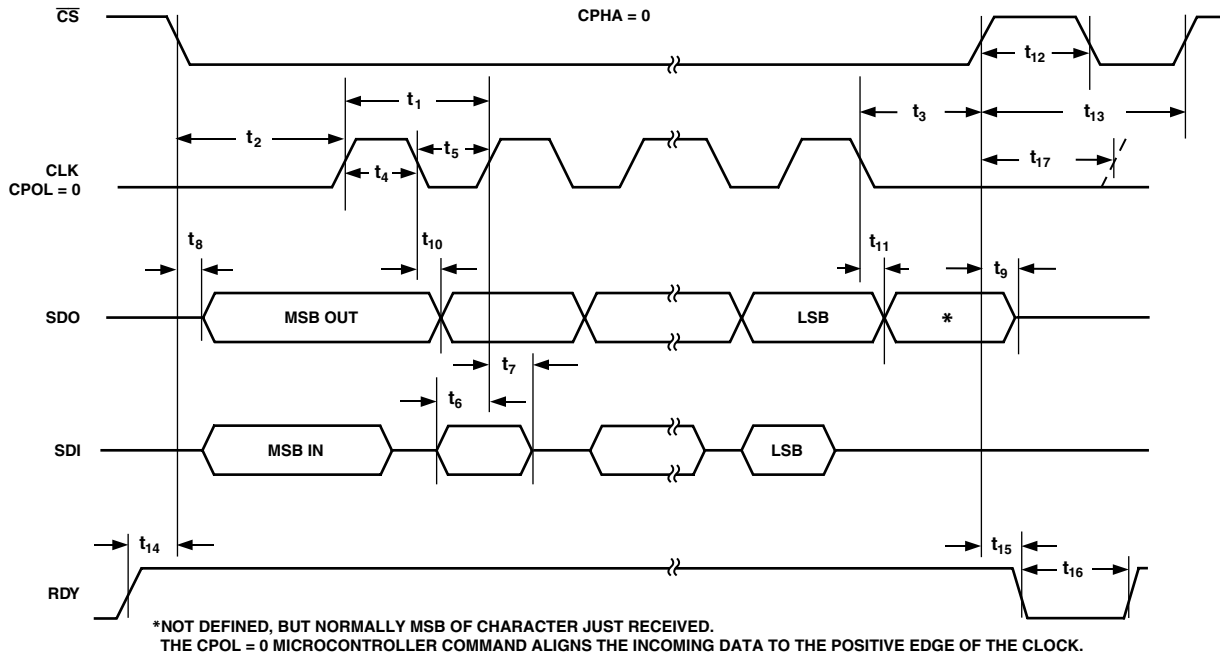 CS
CPHA = 0
t12
t1
t3
t13
t2
t5
t17
CLK
CPOL = 0
t4
t8
t10
t11
t9
SDO
MSB OUT
LSB
*
t7
t6
SDI
MSB IN
LSB
t14
t15
t16
RDY
*NOT DEFINED, BUT NORMALLY MSB OF CHARACTER JUST RECEIVED.
THE CPOL = 0 MICROCONTROLLER COMMAND ALIGNS THE INCOMING DATA TO THE POSITIVE EDGE OF THE CLOCK.